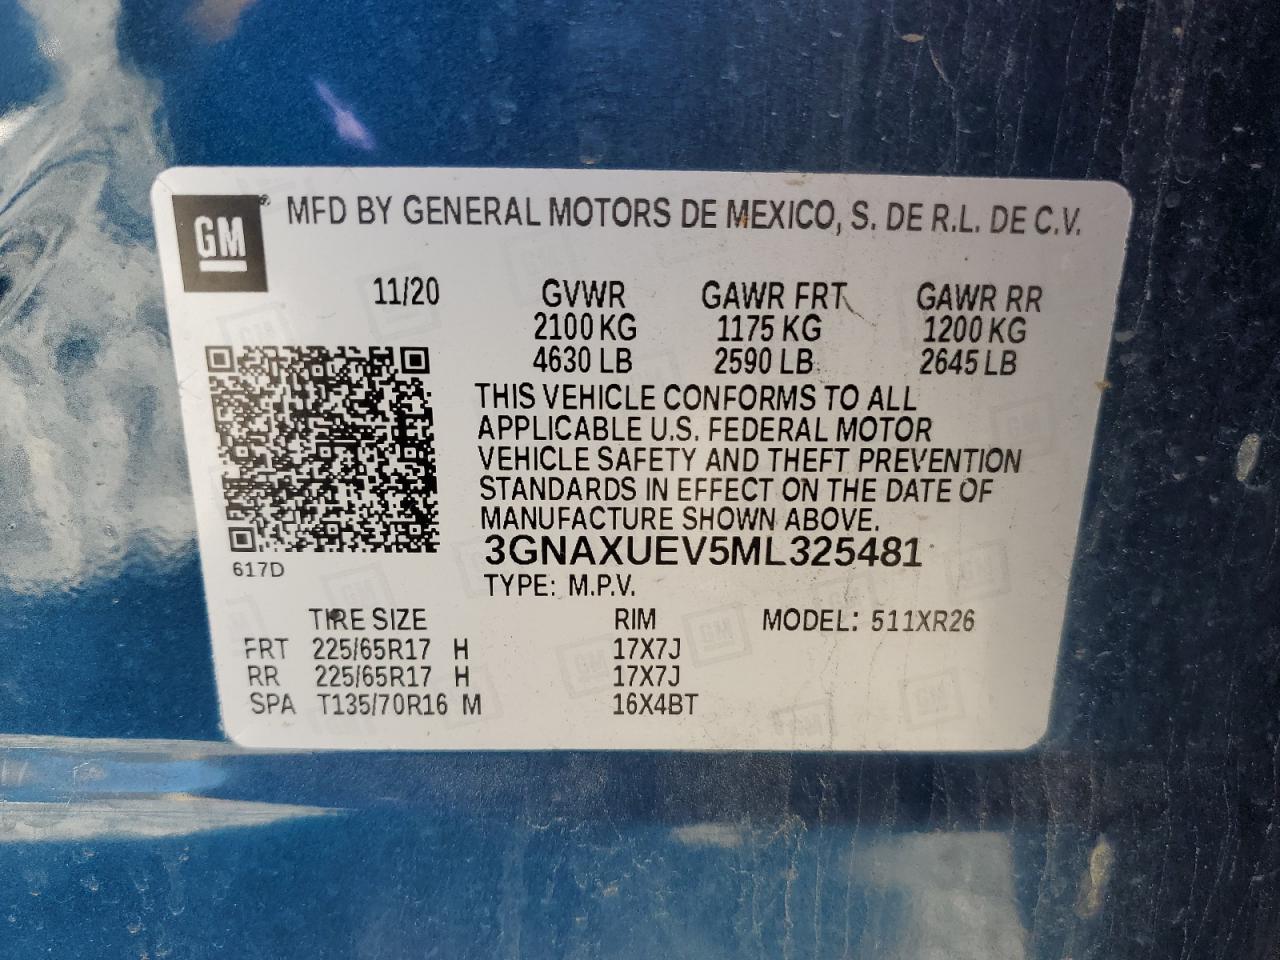 GM® MFD BY GENERAL MOTORS DE MEXICO, S. DE R.L. DE C.V.
11/20 GVWR GAWR FRT GAWR RR
2100 KG 1175 KG 1200 KG
4630 LB 2590 LB 2645 LB
THIS VEHICLE CONFORMS TO ALL
APPLICABLE U.S. FEDERAL MOTOR
VEHICLE SAFETY AND THEFT PREVENTION
STANDARDS IN EFFECT ON THE DATE OF
MANUFACTURE SHOWN ABOVE.
3GNAXUEV5ML325481
617D
TYPE: M.P.V.
TIRE SIZE RIM MODEL: 511XR26
FRT 225/65R17 H 17X7J
RR 225/65R17 H 17X7J
SPA T135/70R16 M 16X4BT